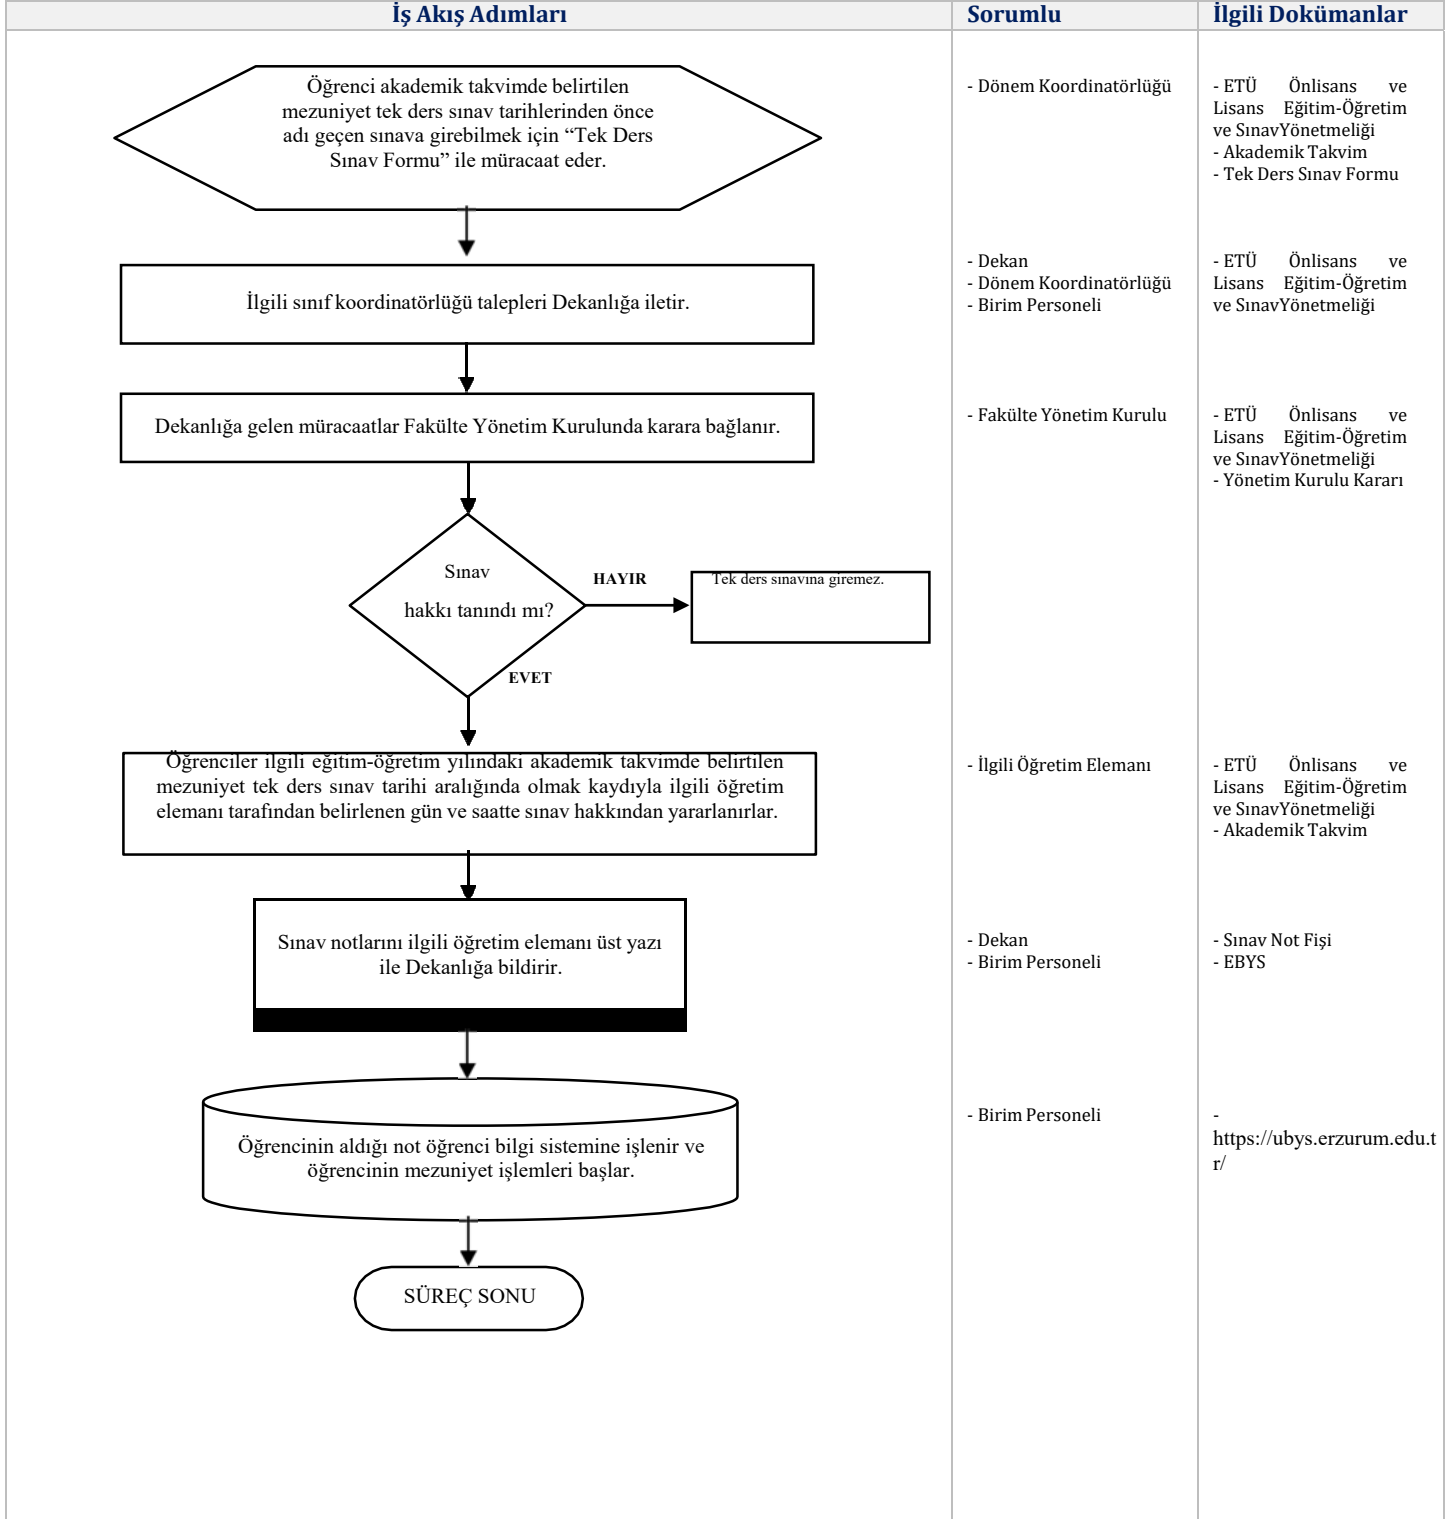 İş Akış Adımları
Sorumlu
İlgili Dokümanlar
Öğrenci akademik takvimde belirtilen
mezuniyet tek ders sınav tarihlerinden önce
adı geçen sınava girebilmek için “Tek Ders
Sınav Formu” ile müracaat eder.
- Dönem Koordinatörlüğü
- ETÜ Önlisans ve
Lisans Eğitim-Öğretim
ve SınavYönetmeliği
- Akademik Takvim
- Tek Ders Sınav Formu
İlgili sınıf koordinatörlüğü talepleri Dekanlığa iletir.
- Dekan
- Dönem Koordinatörlüğü
- Birim Personeli
- ETÜ Önlisans ve
Lisans Eğitim-Öğretim
ve SınavYönetmeliği
Dekanlığa gelen müracaatlar Fakülte Yönetim Kurulunda karara bağlanır.
- Fakülte Yönetim Kurulu
- ETÜ Önlisans ve
Lisans Eğitim-Öğretim
ve SınavYönetmeliği
- Yönetim Kurulu Kararı
Sınav
hakkı tanındı mı?
HAYIR
Tek ders sınavına giremez.
EVET
Öğrenciler ilgili eğitim-öğretim yılındaki akademik takvimde belirtilen
mezuniyet tek ders sınav tarihi aralığında olmak kaydıyla ilgili öğretim
elemanı tarafından belirlenen gün ve saatte sınav hakkından yararlanırlar.
- İlgili Öğretim Elemanı
- ETÜ Önlisans ve
Lisans Eğitim-Öğretim
ve SınavYönetmeliği
- Akademik Takvim
Sınav notlarını ilgili öğretim elemanı üst yazı
ile Dekanlığa bildirir.
- Dekan
- Birim Personeli
- Sınav Not Fişi
- EBYS
Öğrencinin aldığı not öğrenci bilgi sistemine işlenir ve
öğrencinin mezuniyet işlemleri başlar.
- Birim Personeli
-
https://ubys.erzurum.edu.t
r/
SÜREÇ SONU